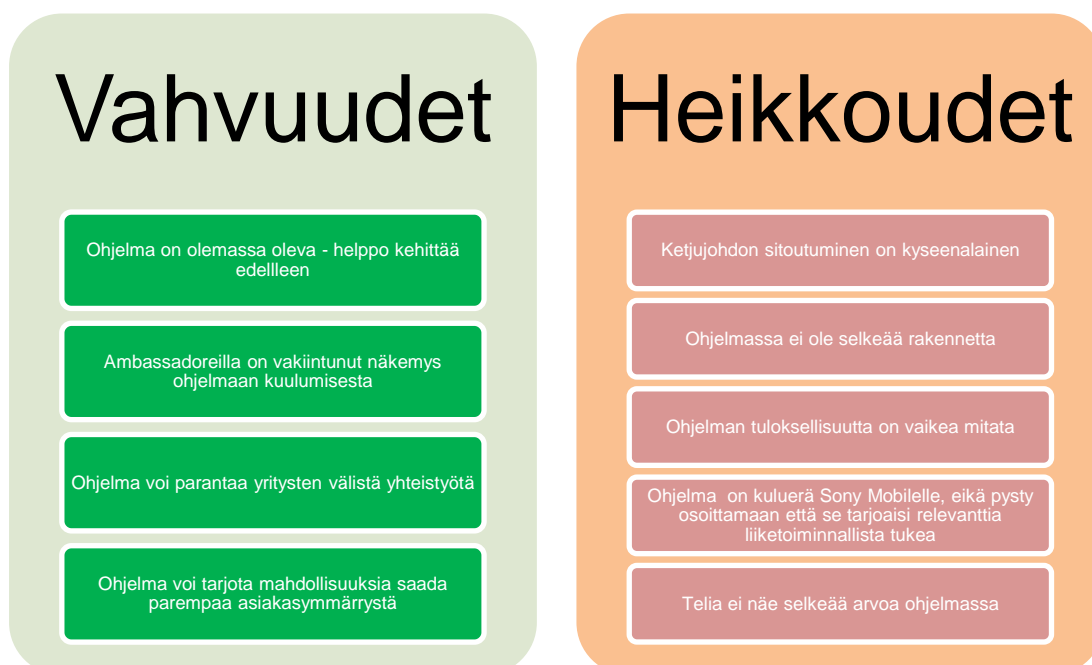 Vahvuudet
Ohjelma on olemassa oleva - helppo kehittää
edellleen
Ambassadoreilla on vakiintunut näkemys
ohjelmaan kuulumisesta
Ohjelma voi parantaa yritysten välistä yhteistyötä
Ohjelma voi tarjota mahdollisuuksia saada
parempaa asiakasymmärrystä
Heikkoudet
Ketjujohdon sitoutuminen on kyseenalainen
Ohjelmassa ei ole selkeää rakennetta
Ohjelman tuloksellisuutta on vaikea mitata
Ohjelma on kuluerä Sony Mobilelle, eikä pysty
osoittamaan että se tarjoaisi relevanttia
liiketoiminnallista tukea
Telia ei näe selkeää arvoa ohjelmassa